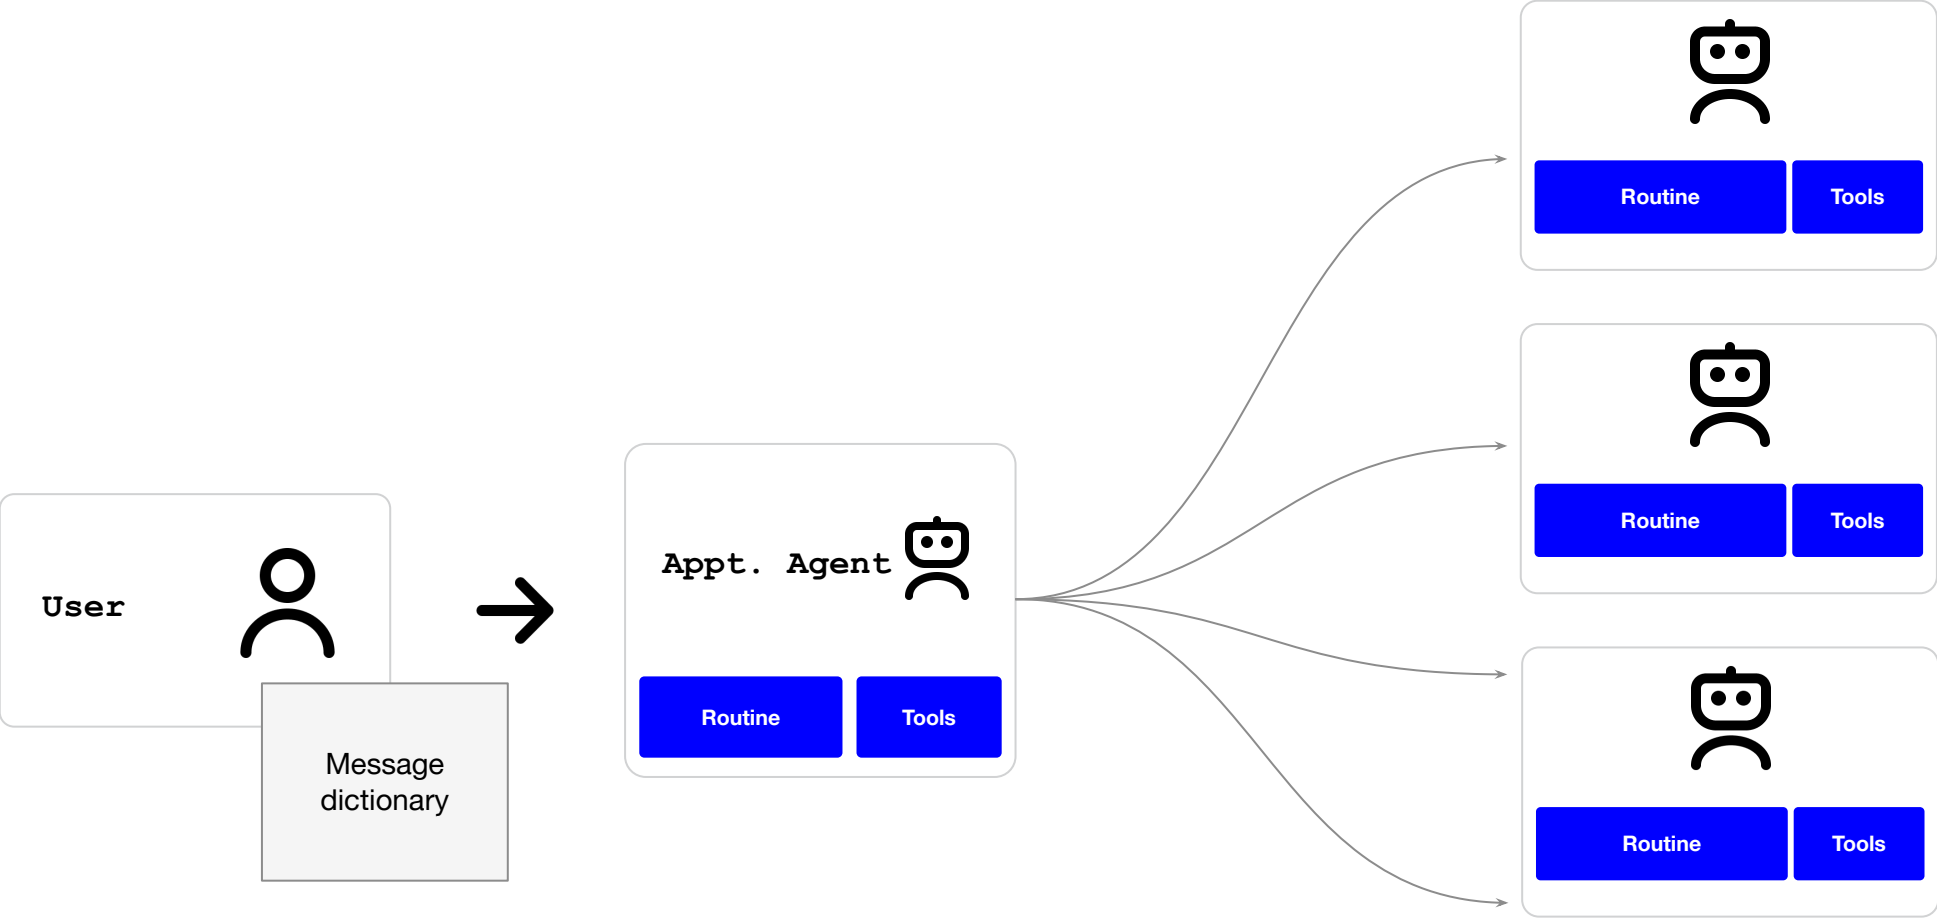 User
Message
dictionary
Appt. Agent
Routine
Tools
Routine
Tools
Routine
Tools
Routine
Tools